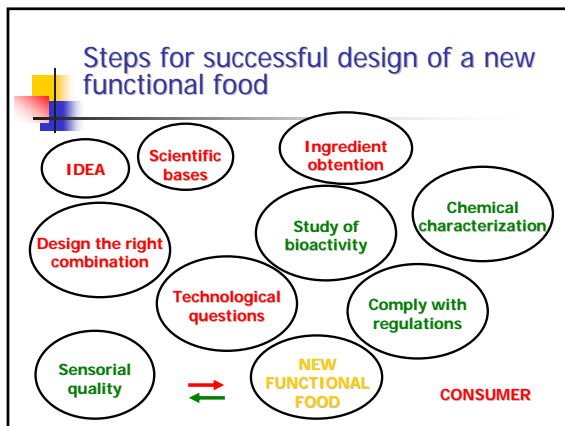 Steps for successful design of a new
functional food
IDEA
Scientific
bases
Ingredient
obtention
Chemical
characterization
Design the right
combination
Study of
bioactivity
Technological
questions
Comply with
regulations
Sensorial
quality
NEW
FUNCTIONAL
FOOD
CONSUMER